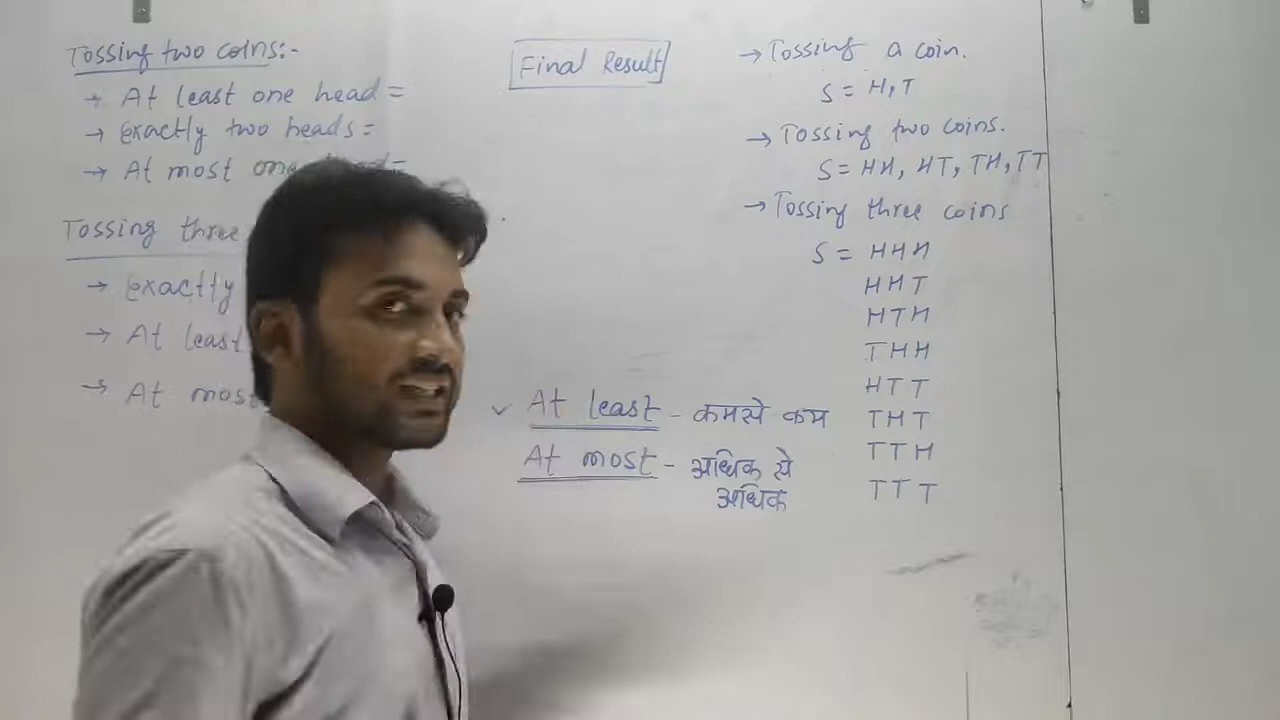 Tossing two coins:-
→ At least one head =
→ Exactly two heads =
→ At most one head =
Tossing three
→ Exactly
→ At least
→ At most
Final Result
At least - कमसे कम
At most - अधिक से
अधिक
→ Tossing a coin.
S = H, T
→ Tossing two coins.
S = HH, HT, TH, TT
→ Tossing three coins
S = HHH
HHT
HTH
THH
HTT
THT
TTH
TTT